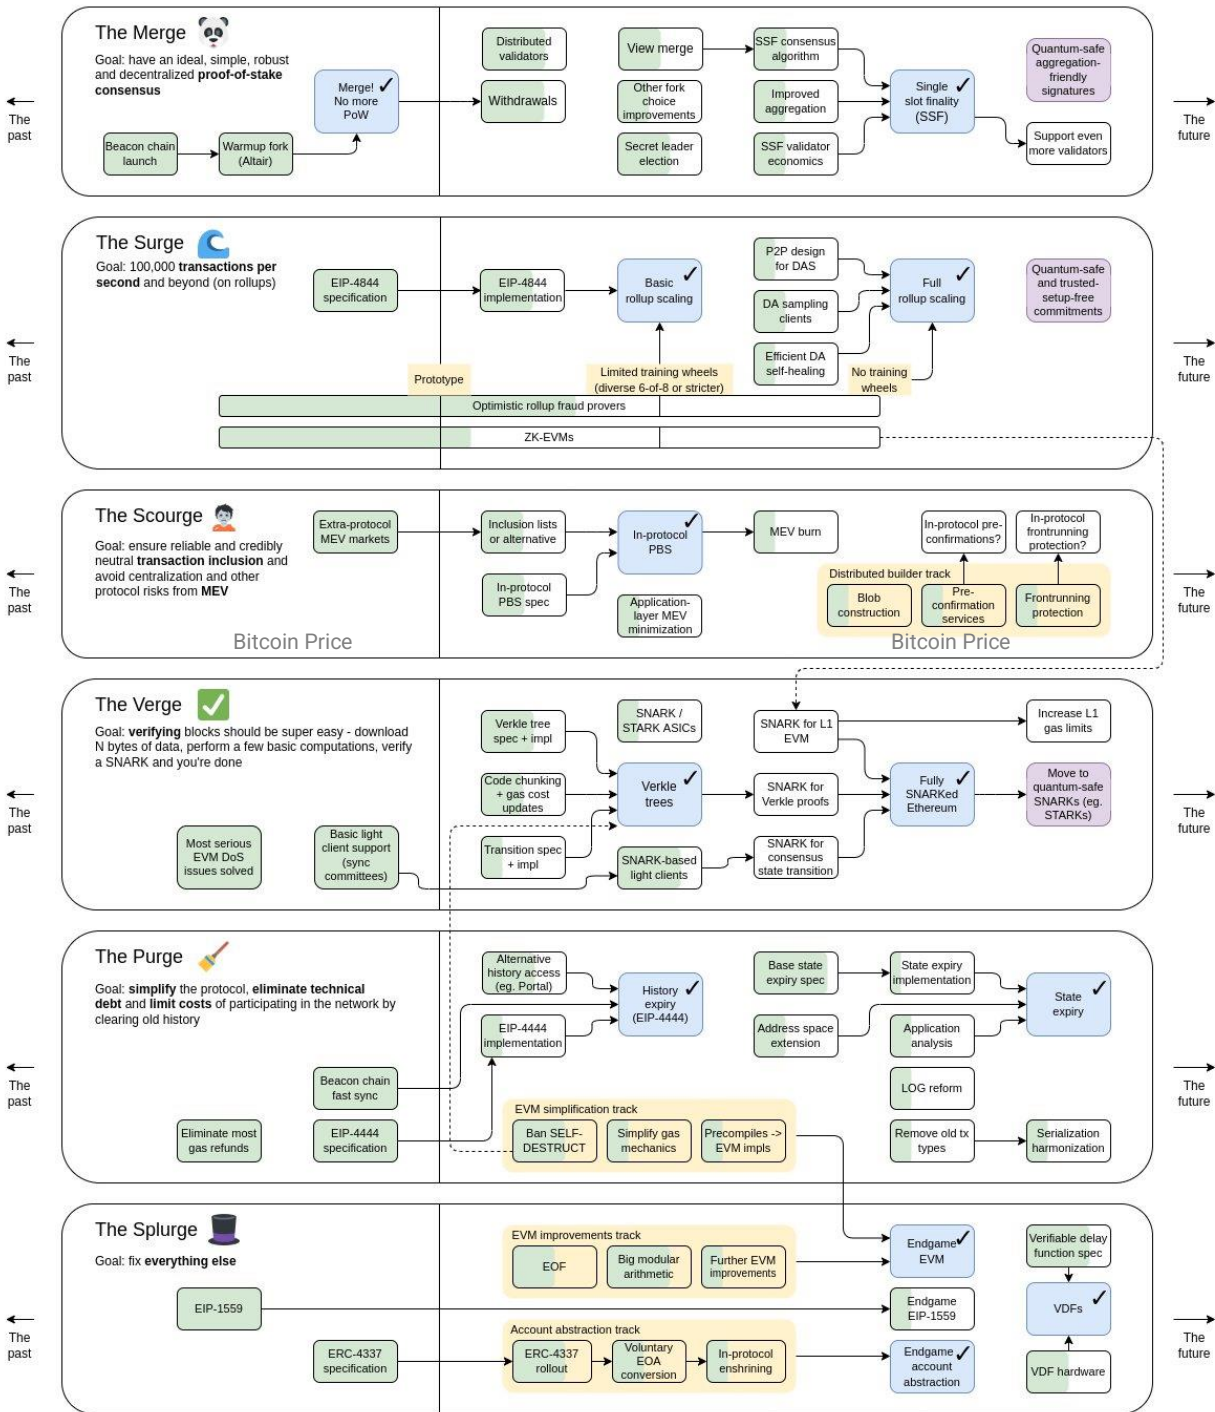 The Merge
Goal: have an ideal, simple, robust
and decentralized proof-of-stake
consensus
Merge!
No more
PoW
Beacon chain
launch
Warmup fork
(Altair)
Distributed
validators
Withdrawals
View merge
Other fork
choice
improvements
Secret leader
election
SSF consensus
algorithm
Improved
aggregation
SSF validator
economics
Single
slot finality
(SSF)
Quantum-safe
aggregation-
friendly
signatures
Support even
more validators
The
past
The
future
The Surge
Goal: 100,000 transactions per
second and beyond (on rollups)
EIP-4844
specification
EIP-4844
implementation
Basic
rollup scaling
P2P design
for DAS
DA sampling
clients
Efficient DA
self-healing
Full
rollup scaling
Quantum-safe
and trusted-
setup-free
commitments
The
past
The
future
Prototype
Limited training wheels
(diverse 6-of-8 or stricter)
No training
wheels
Optimistic rollup fraud provers
ZK-EVMs
The Scourge
Goal: ensure reliable and credibly
neutral transaction inclusion and
avoid centralization and other
protocol risks from MEV
Extra-protocol
MEV markets
Inclusion lists
or alternative
In-protocol
PBS spec
In-protocol
PBS
Application-
layer MEV
minimization
MEV burn
In-protocol pre-
confirmations?
In-protocol
frontrunning
protection?
Distributed builder track
Blob
construction
Pre-
confirmation
services
Frontrunning
protection
The
past
The
future
Bitcoin Price
Bitcoin Price
The Verge
Goal: verifying blocks should be super easy - download
N bytes of data, perform a few basic computations, verify
a SNARK and you're done
Most serious
EVM DoS
issues solved
Basic light
client support
(sync
committees)
Verkle tree
spec + impl
Code chunking
+ gas cost
updates
Transition spec
+ impl
SNARK /
STARK ASICs
Verkle
trees
SNARK-based
light clients
SNARK for L1
EVM
SNARK for
Verkle proofs
SNARK for
consensus
state transition
Fully
SNARKed
Ethereum
Increase L1
gas limits
Move to
quantum-safe
SNARKs (eg.
STARKs)
The
past
The
future
The Purge
Goal: simplify the protocol, eliminate technical
debt and limit costs of participating in the network by
clearing old history
Eliminate most
gas refunds
Beacon chain
fast sync
EIP-4444
specification
Alternative
history access
(eg. Portal)
EIP-4444
implementation
History
expiry
(EIP-4444)
Base state
expiry spec
Address space
extension
State expiry
implementation
Application
analysis
LOG reform
Remove old tx
types
State
expiry
Serialization
harmonization
EVM simplification track
Ban SELF-
DESTRUCT
Simplify gas
mechanics
Precompiles ->
EVM impls
The
past
The
future
The Splurge
Goal: fix everything else
EIP-1559
ERC-4337
specification
EVM improvements track
EOF
Big modular
arithmetic
Further EVM
improvements
Account abstraction track
ERC-4337
rollout
Voluntary
EOA
conversion
In-protocol
enshrining
Endgame
EVM
Endgame
EIP-1559
Endgame
account
abstraction
Verifiable delay
function spec
VDFs
VDF hardware
The
past
The
future